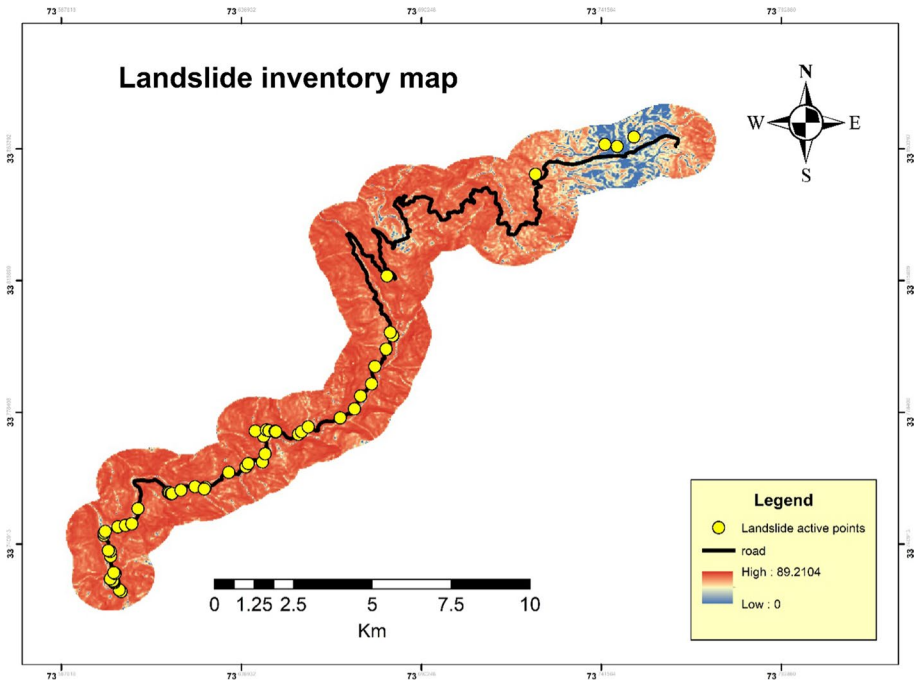 73
73
73
73
73
Landslide inventory map
N
W
E
S
33
33
33
33
33
33
33
33
Legend
Landslide active points
road
High : 89.2104
Low : 0
0 1.25 2.5 5 7.5 10
Km
73
73
73
73
73